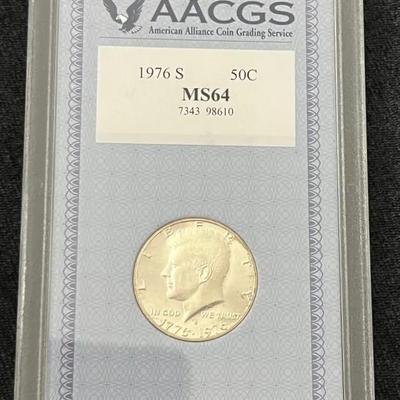 AACGS
American Alliance Coin Grading Service
1976 S 50C
MS64
7343 98610
LIBERTY
IN GOD WE TRUST
1776·1976